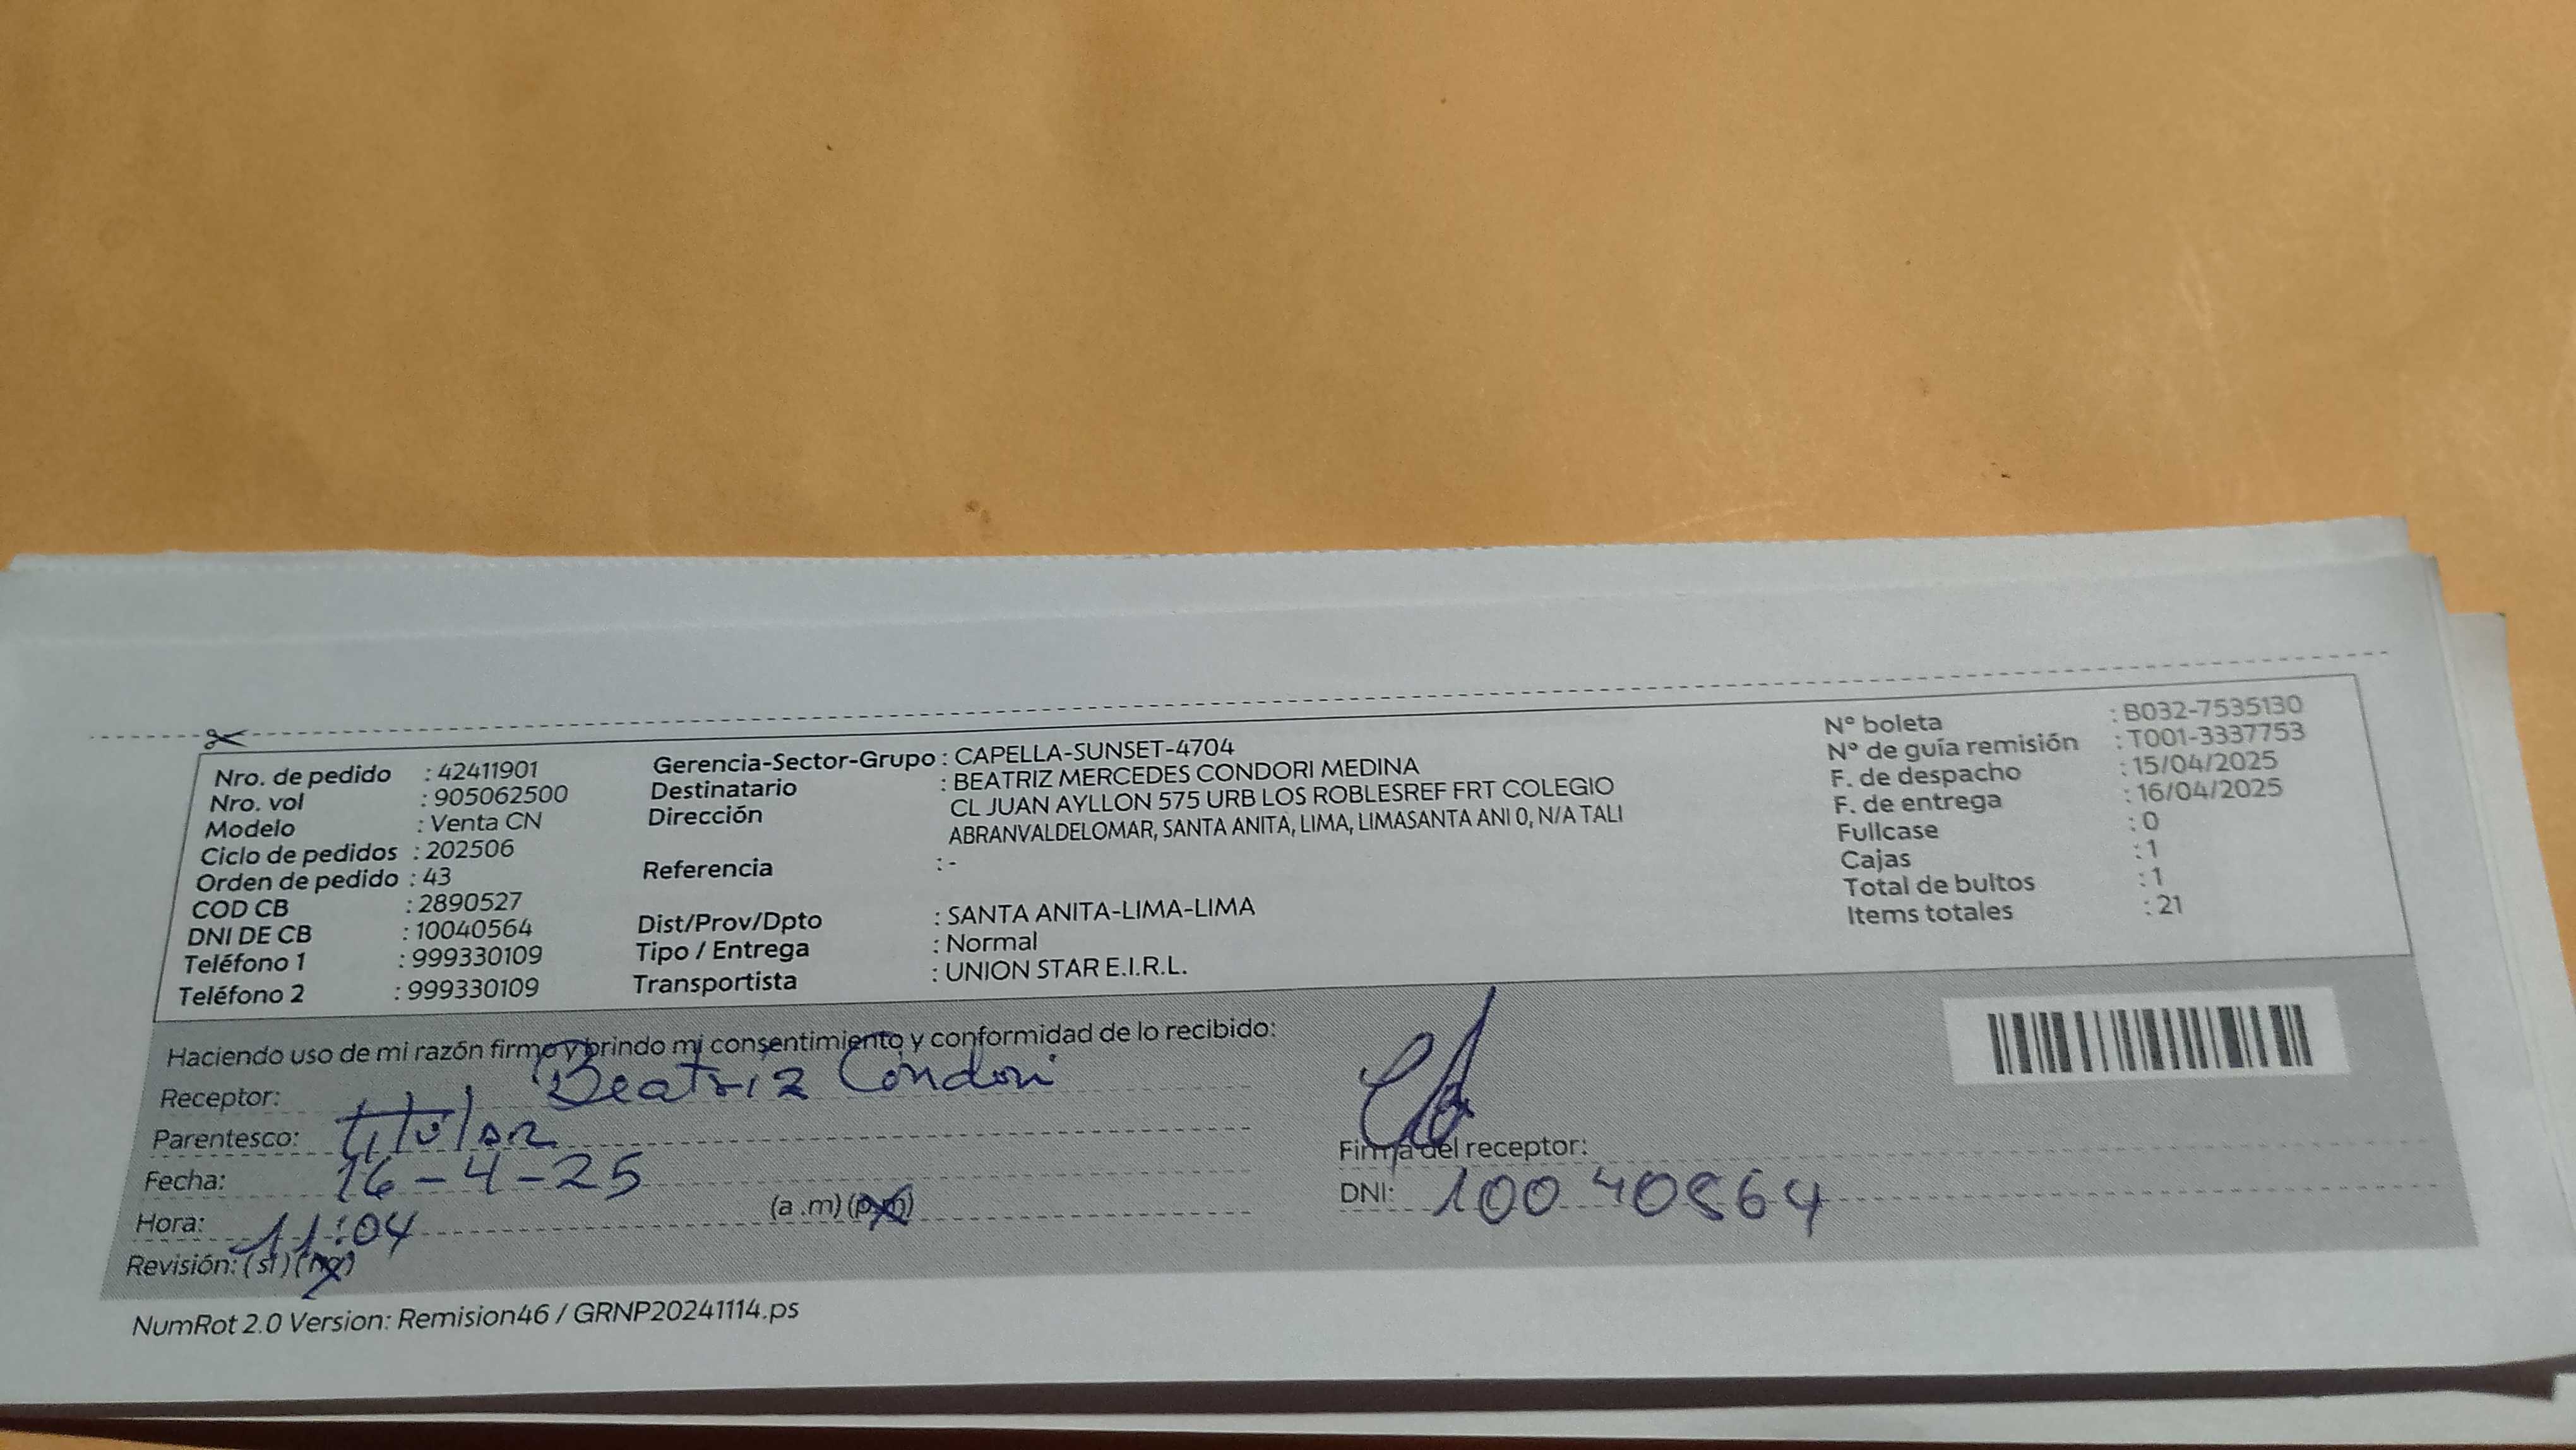 Nro. de pedido : 42411901
Nro. vol : 905062500
Modelo : Venta CN
Ciclo de pedidos : 202506
Orden de pedido : 43
COD CB : 2890527
DNI DE CB : 10040564
Teléfono 1 : 999330109
Teléfono 2 : 999330109
Gerencia-Sector-Grupo : CAPELLA-SUNSET-4704
Destinatario : BEATRIZ MERCEDES CONDORI MEDINA
Dirección CL JUAN AYLLON 575 URB LOS ROBLESREF FRT COLEGIO
ABRANVALDELOMAR, SANTA ANITA, LIMA, LIMASANTA ANI 0, N/A TALI
Referencia : -
Dist/Prov/Dpto : SANTA ANITA-LIMA-LIMA
Tipo / Entrega : Normal
Transportista : UNION STAR E.I.R.L.
N° boleta : B032-7535130
N° de guía remisión : T001-3337753
F. de despacho : 15/04/2025
F. de entrega : 16/04/2025
Fullcase : 0
Cajas : 1
Total de bultos : 1
Items totales : 21
Haciendo uso de mi razón firmo y brindo mi consentimiento y conformidad de lo recibido:
Receptor: Beatriz Condori
Parentesco: titular
Fecha: 16-4-25
Hora: 11:04 (a .m) (p.m)
Revisión: (si) (no)
Firma del receptor:
DNI: 10040564
NumRot 2.0 Version: Remision46 / GRNP20241114.ps